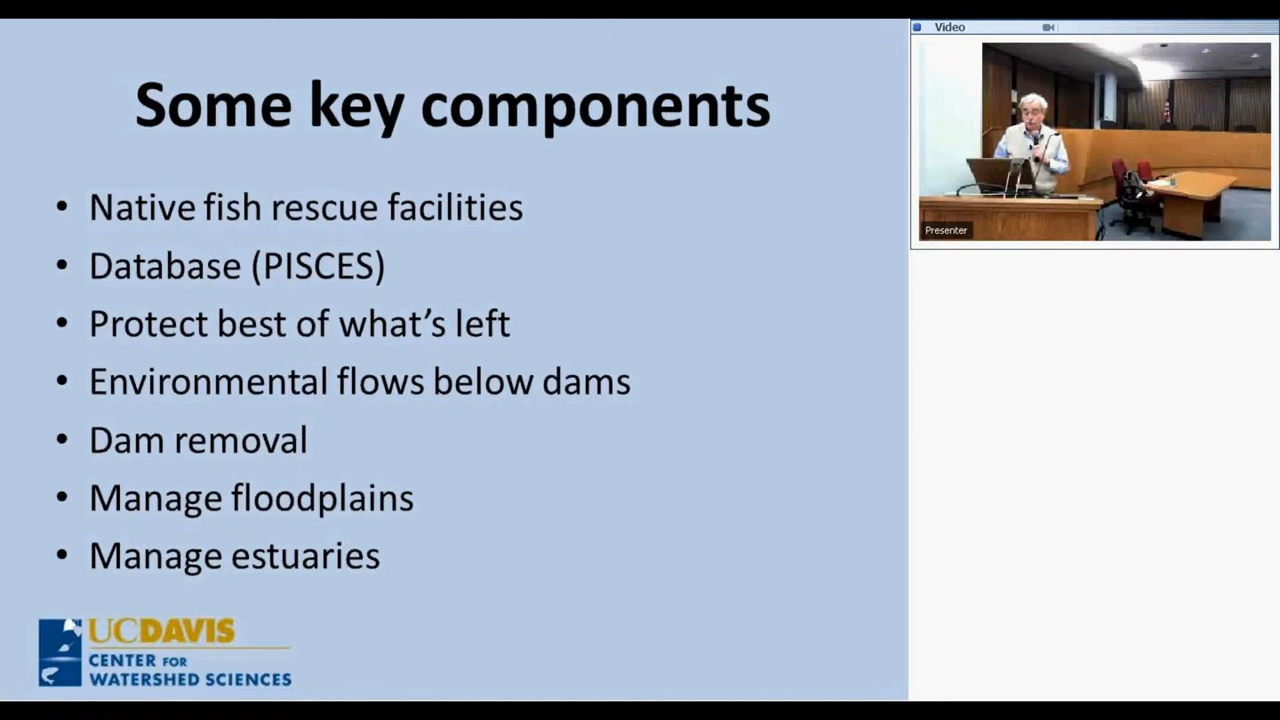 Some key components
• Native fish rescue facilities
• Database (PISCES)
• Protect best of what's left
• Environmental flows below dams
• Dam removal
• Manage floodplains
• Manage estuaries
UCDAVIS
CENTER FOR
WATERSHED SCIENCES
Video
Presenter